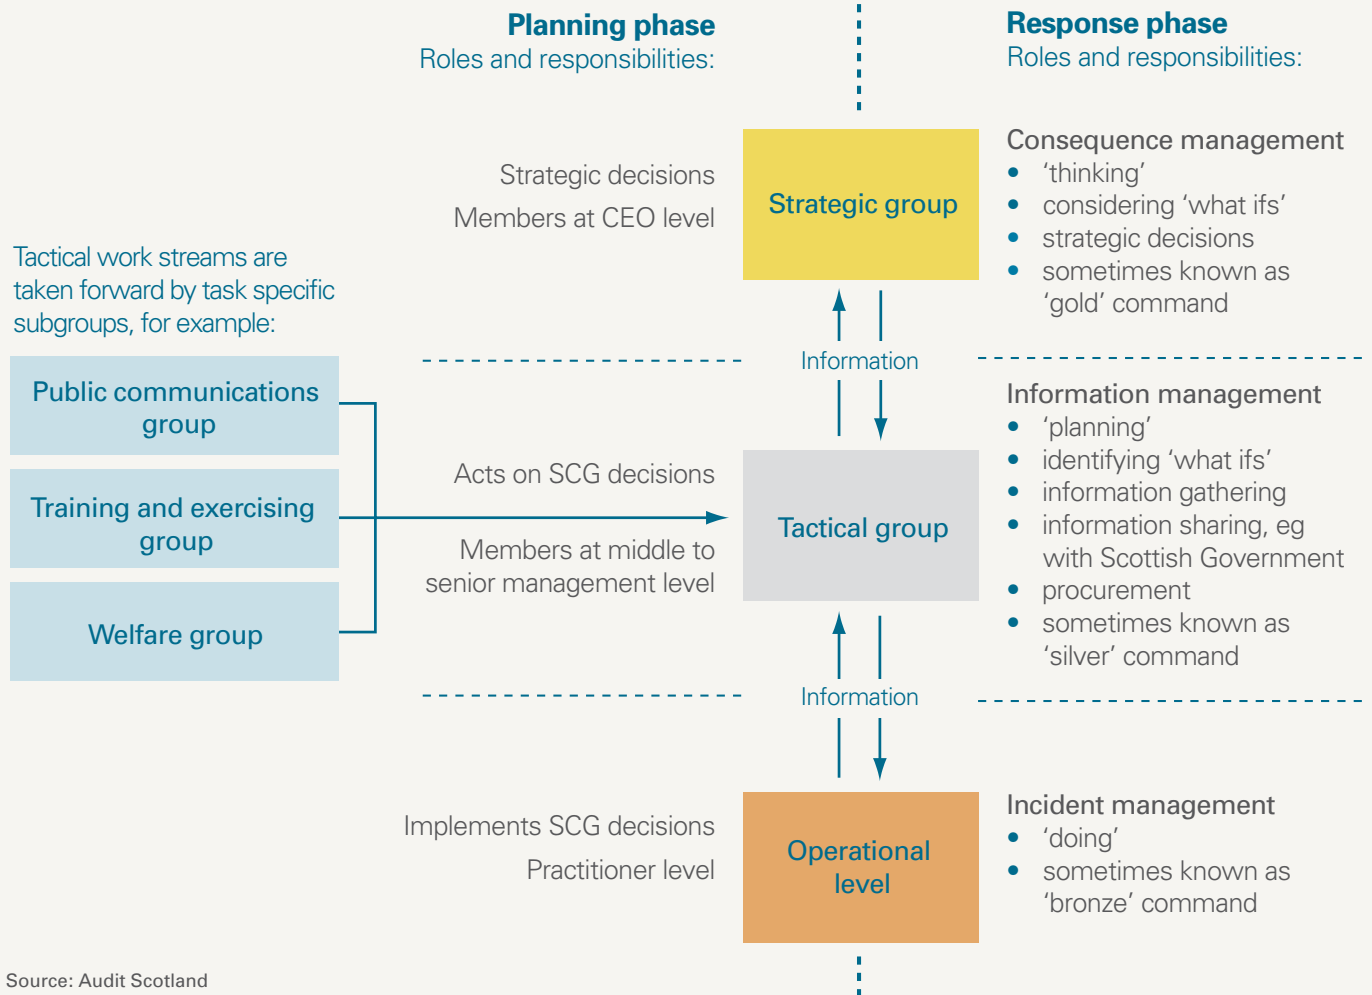 Planning phase
Roles and responsibilities:
Response phase
Roles and responsibilities:
Strategic decisions
Members at CEO level
Strategic group
Consequence management
• ‘thinking’
• considering ‘what ifs’
• strategic decisions
• sometimes known as
‘gold’ command
Tactical work streams are
taken forward by task specific
subgroups, for example:
Public communications
group
Training and exercising
group
Welfare group
Information
Acts on SCG decisions
Members at middle to
senior management level
Tactical group
Information management
• ‘planning’
• identifying ‘what ifs’
• information gathering
• information sharing, eg
with Scottish Government
• procurement
• sometimes known as
‘silver’ command
Information
Implements SCG decisions
Practitioner level
Operational
level
Incident management
• ‘doing’
• sometimes known as
‘bronze’ command
Source: Audit Scotland